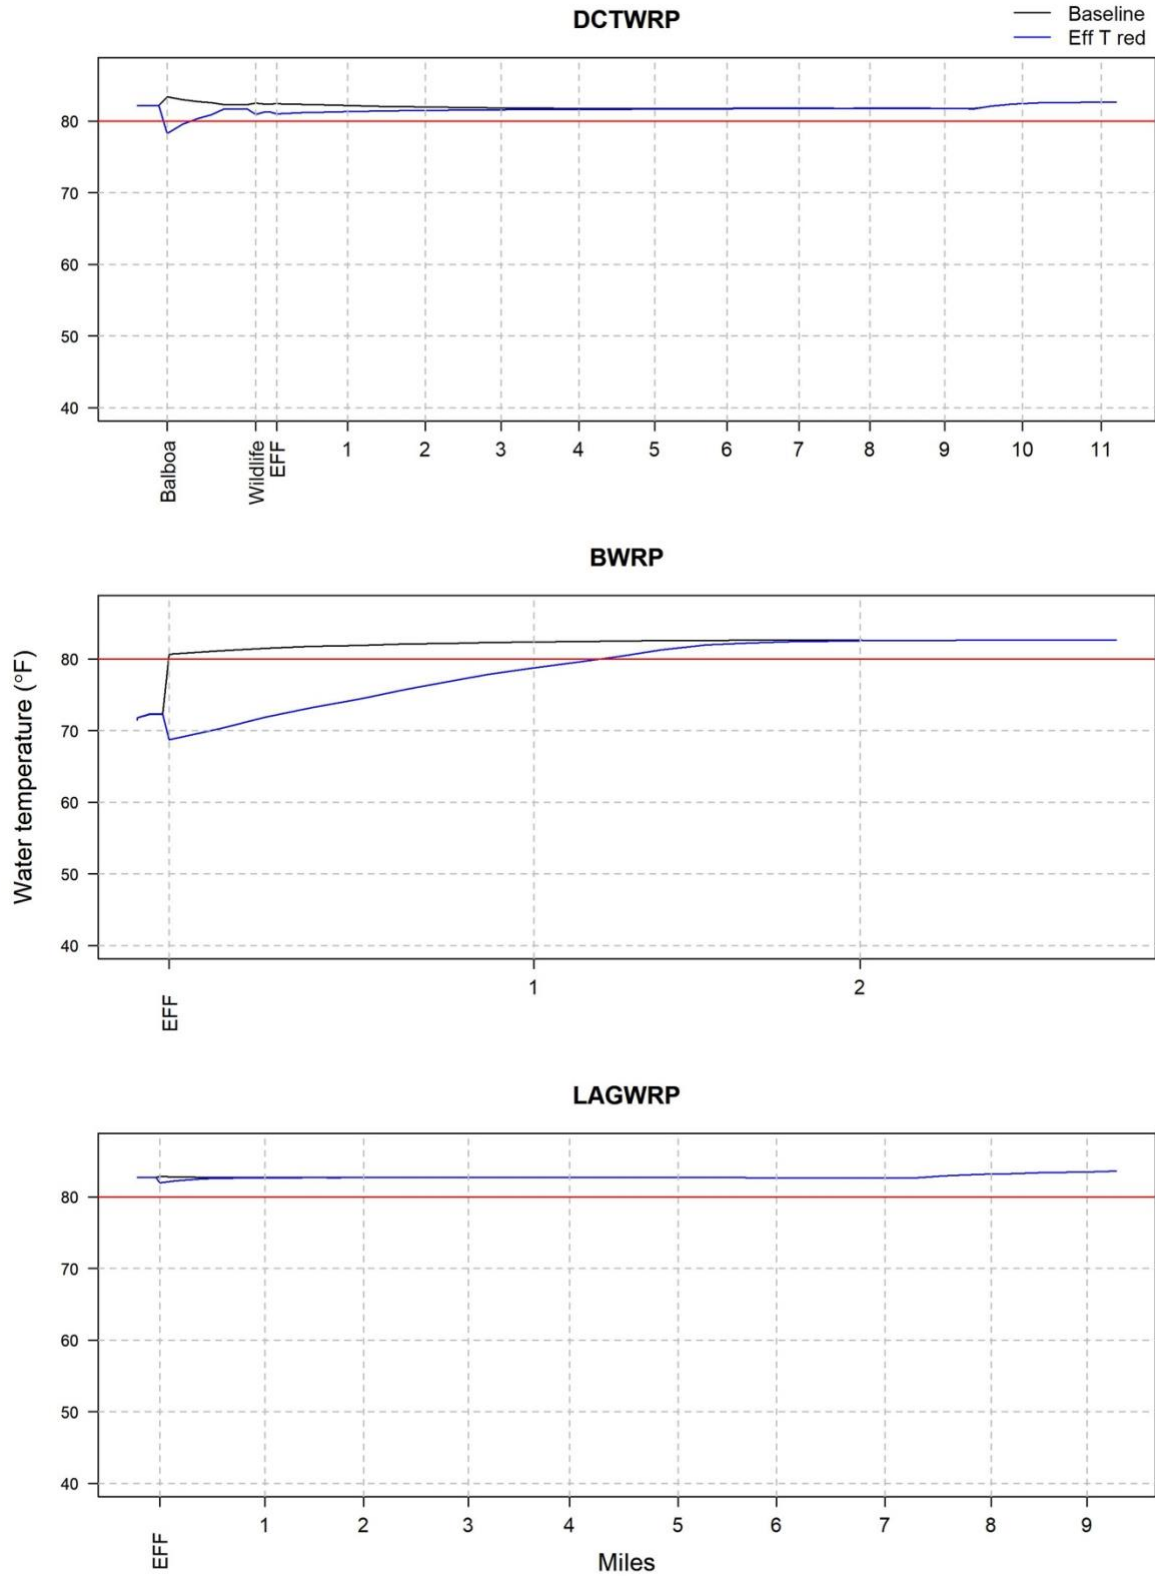 DCTWRP
Baseline
Eff T red
80
70
60
50
40
Balboa
Wildlife
EFF
1 2 3 4 5 6 7 8 9 10 11
BWRP
Water temperature (°F)
80
70
60
50
40
EFF
1 2
LAGWRP
80
70
60
50
40
EFF
1 2 3 4 5 6 7 8 9
Miles